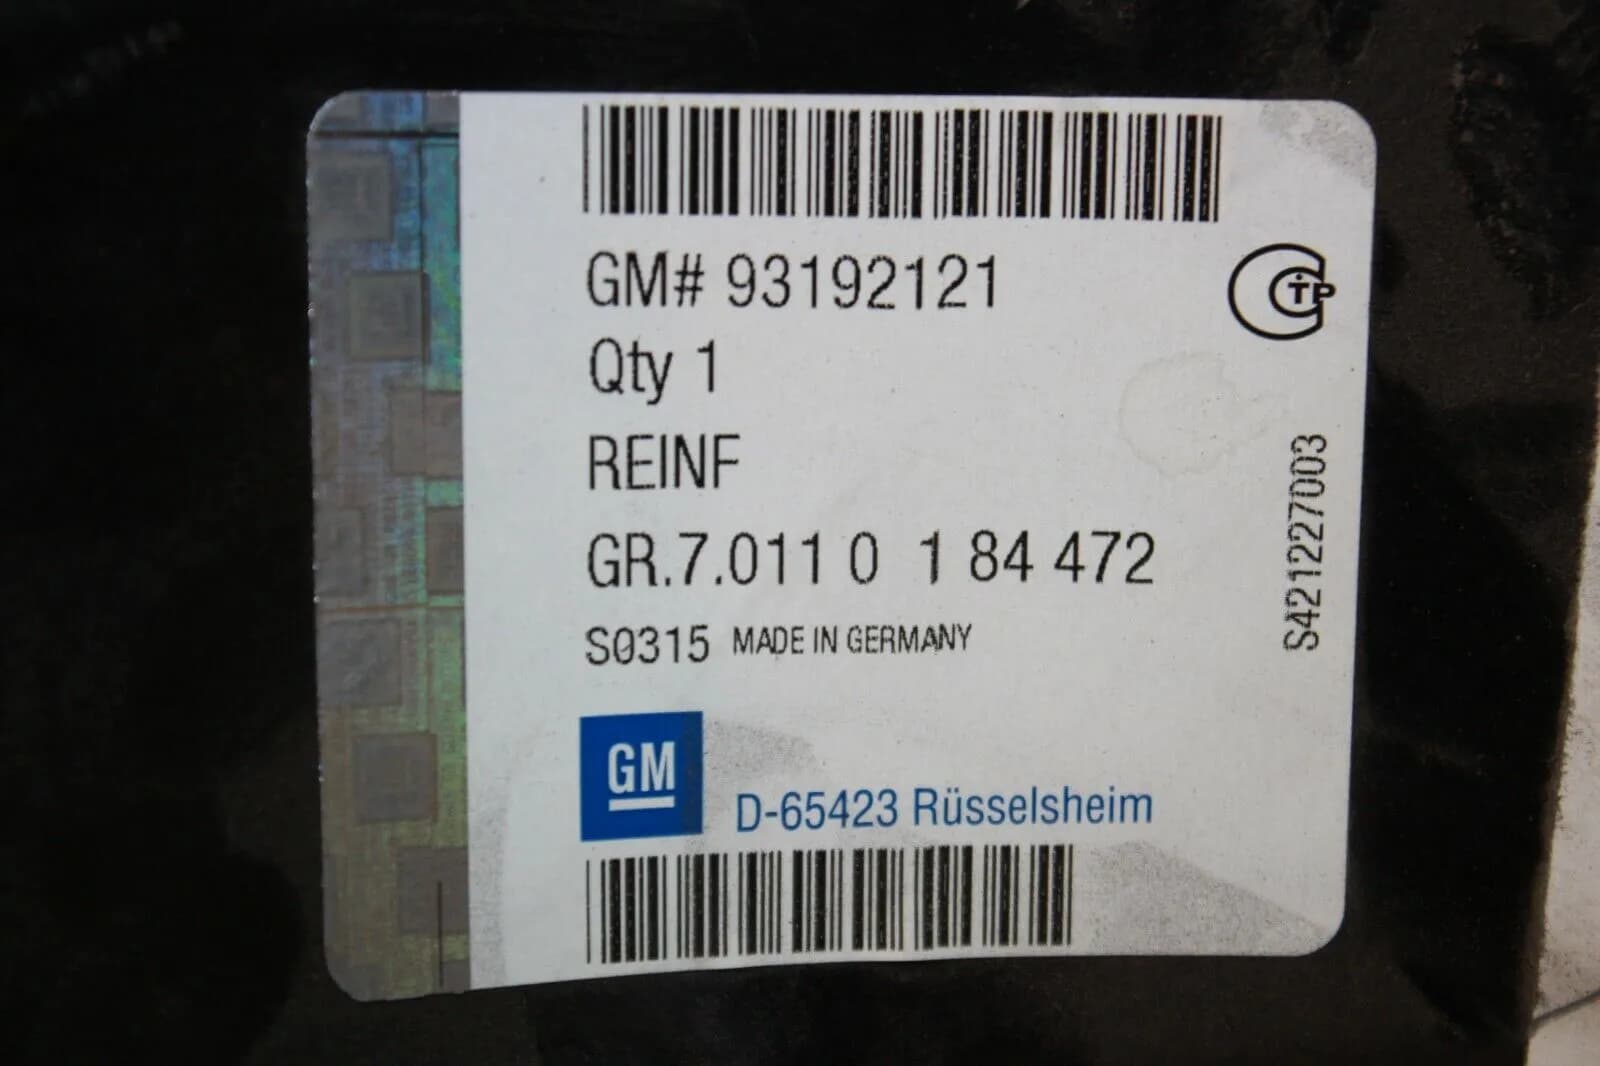 GM# 93192121
Qty 1
REINF
GR.7.011 0 1 84 472
S0315 MADE IN GERMANY
GM
D-65423 Rüsselsheim
S421227003